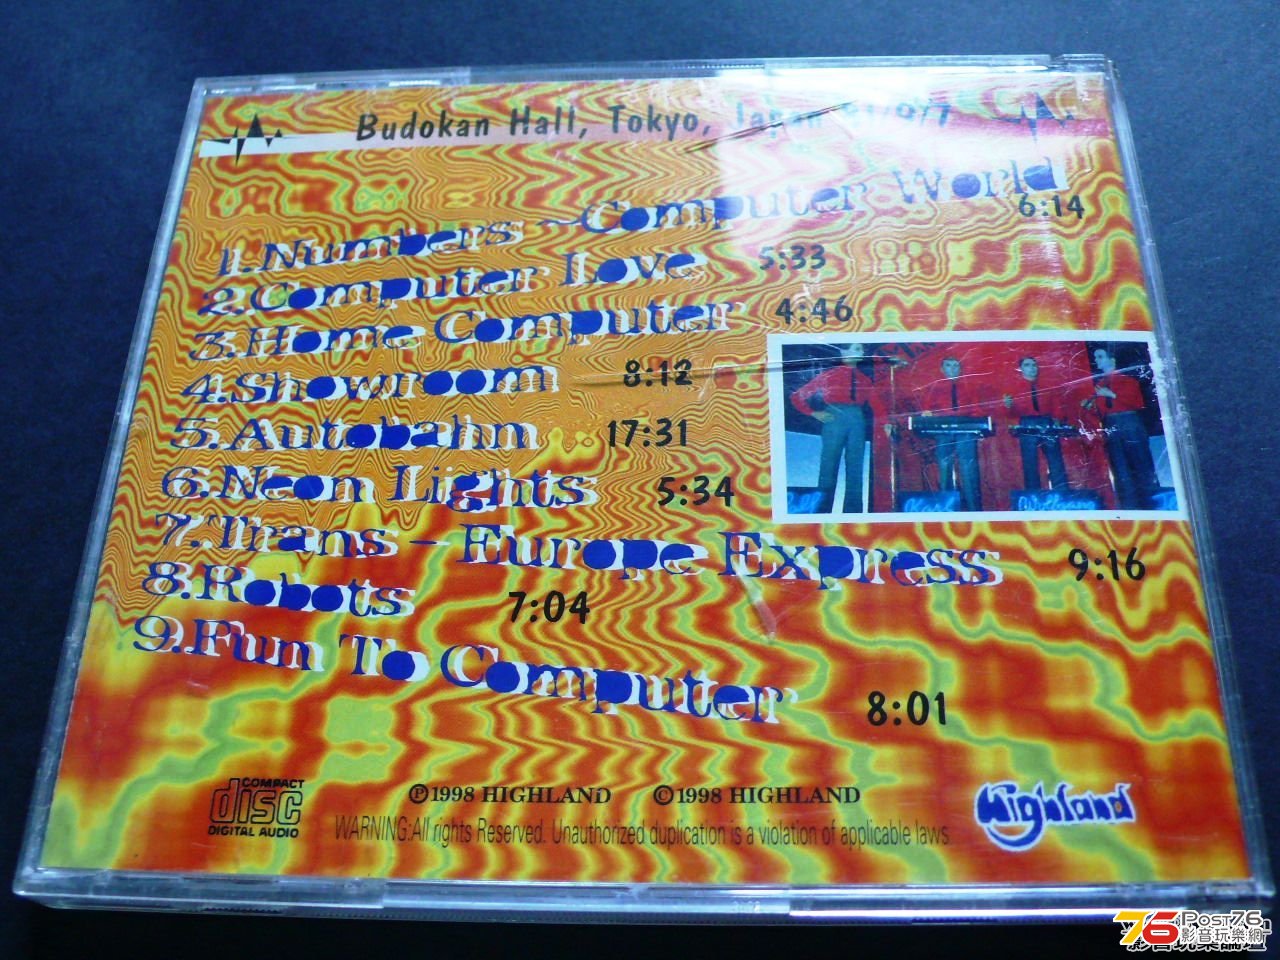 Budokan Hall, Tokyo, Japan
1.Numbers ~Computer World
6:14
2.Computer Love 5:33
3.Home Computer 4:46
4.Showroom 8:12
5.Autobahm 17:31
6.Neon Lights 5:34
7.Trans - Europe Express 9:16
8.Robots 7:04
9.Fun To Computer 8:01
COMPACT
disc
DIGITAL AUDIO
℗1998 HIGHLAND ©1998 HIGHLAND
WARNING:All rights Reserved. Unauthorized duplication is a violation of applicable laws
Highland
76 Post76
影音玩樂網